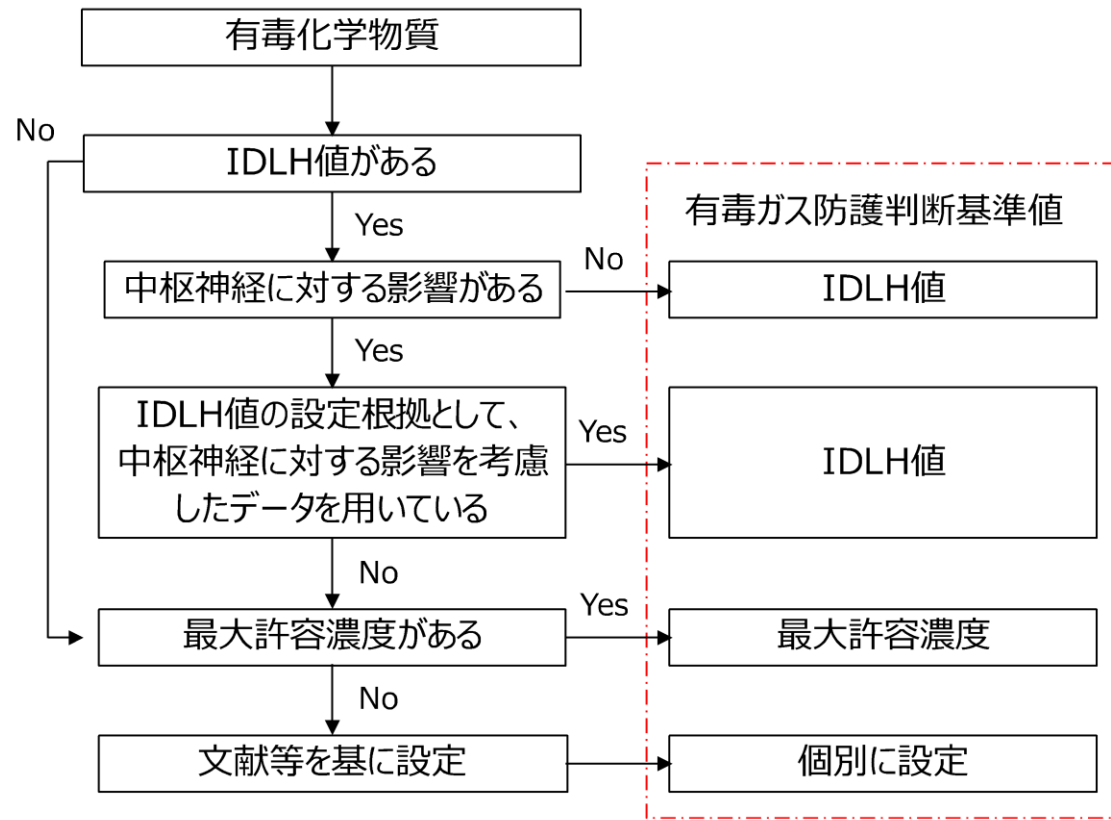 有毒化学物質
No
IDLH値がある
有毒ガス防護判断基準値
Yes
中枢神経に対する影響がある
No
IDLH値
Yes
IDLH値の設定根拠として、
中枢神経に対する影響を考慮
したデータを用いている
Yes
IDLH値
No
最大許容濃度がある
Yes
最大許容濃度
No
文献等を基に設定
個別に設定